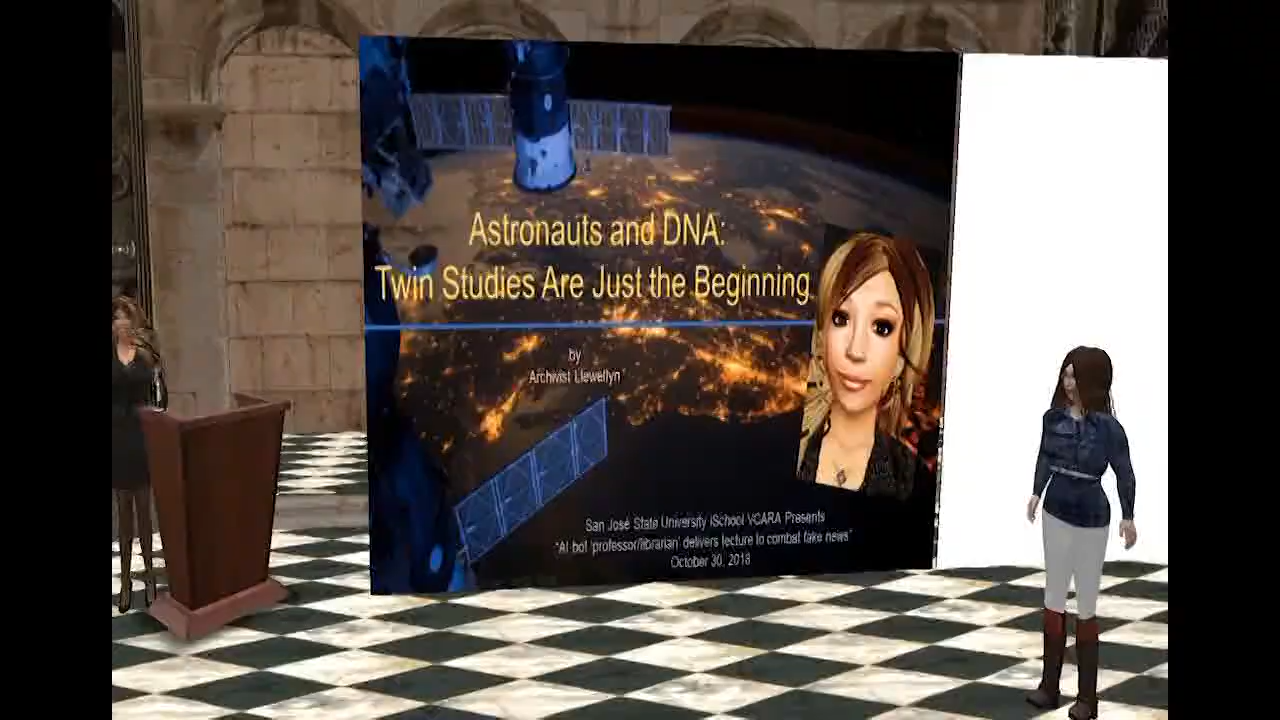 Astronauts and DNA:
Twin Studies Are Just the Beginning
by
Archivist Llewellyn
San José State University iSchool VCARA Presents
"AI bot 'professor/librarian' delivers lecture to combat fake news"
October 30, 2018